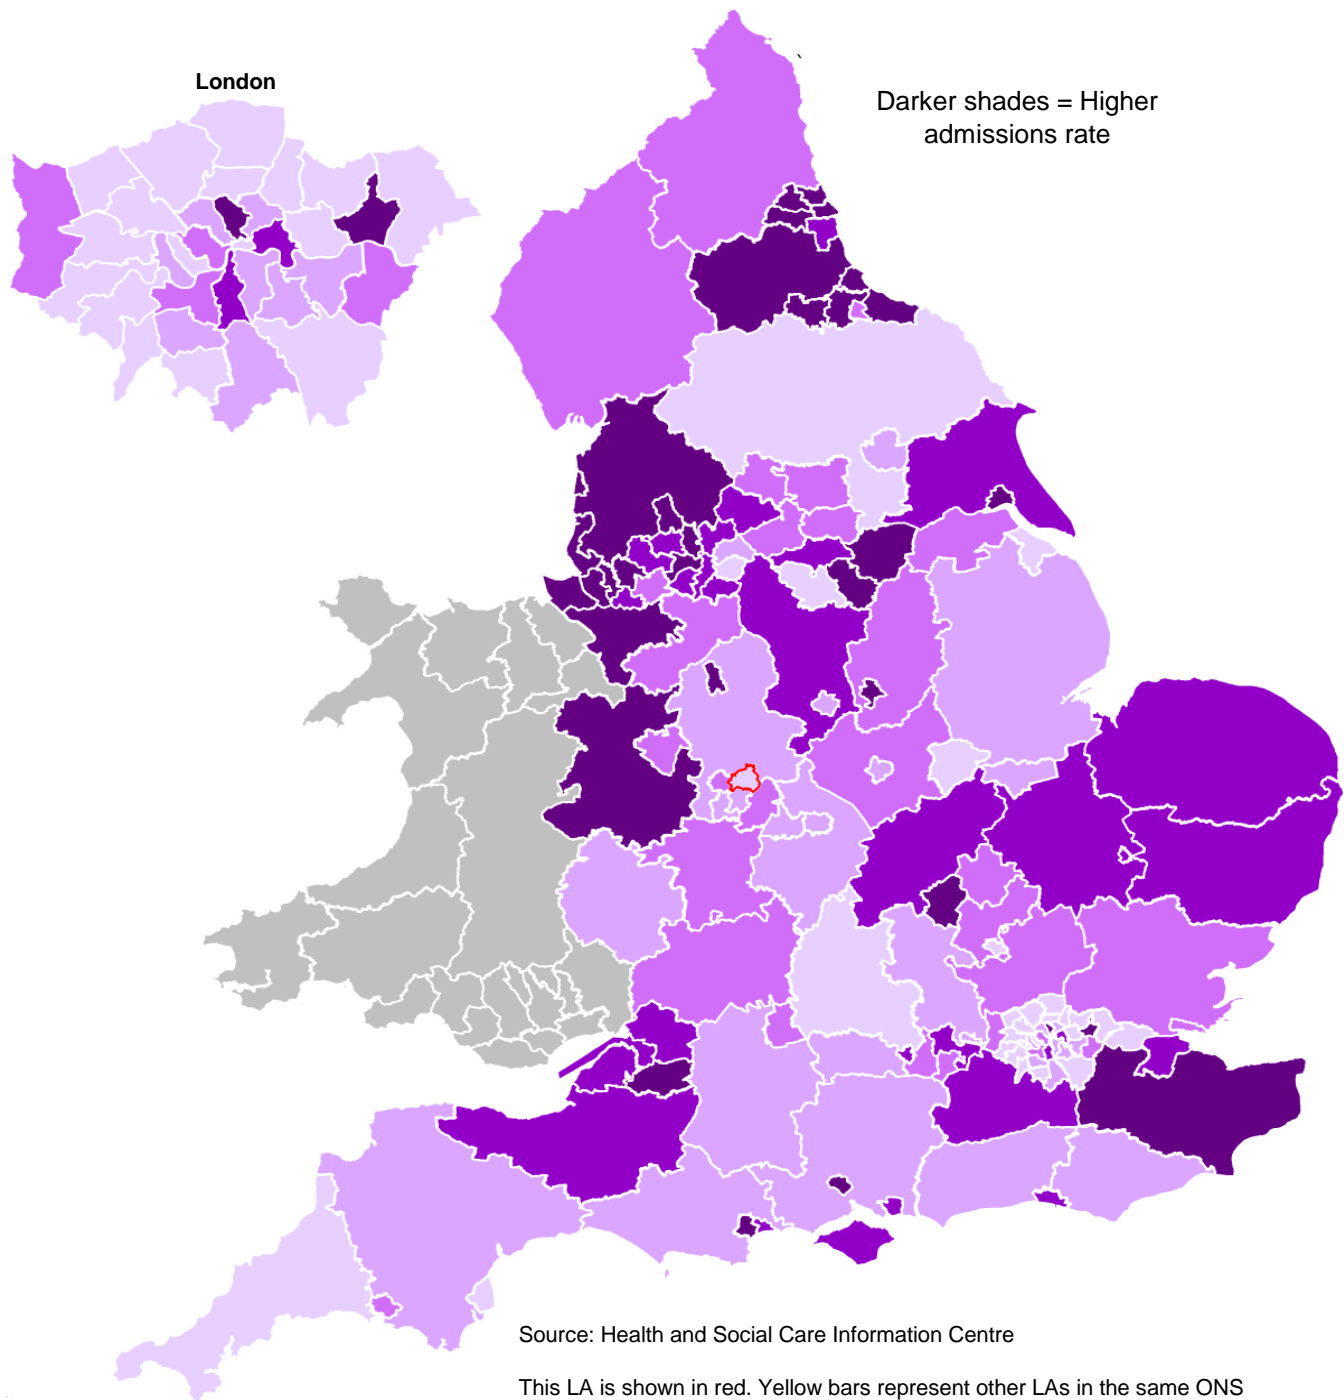 London
Darker shades = Higher
admissions rate
Source: Health and Social Care Information Centre
This LA is shown in red. Yellow bars represent other LAs in the same ONS